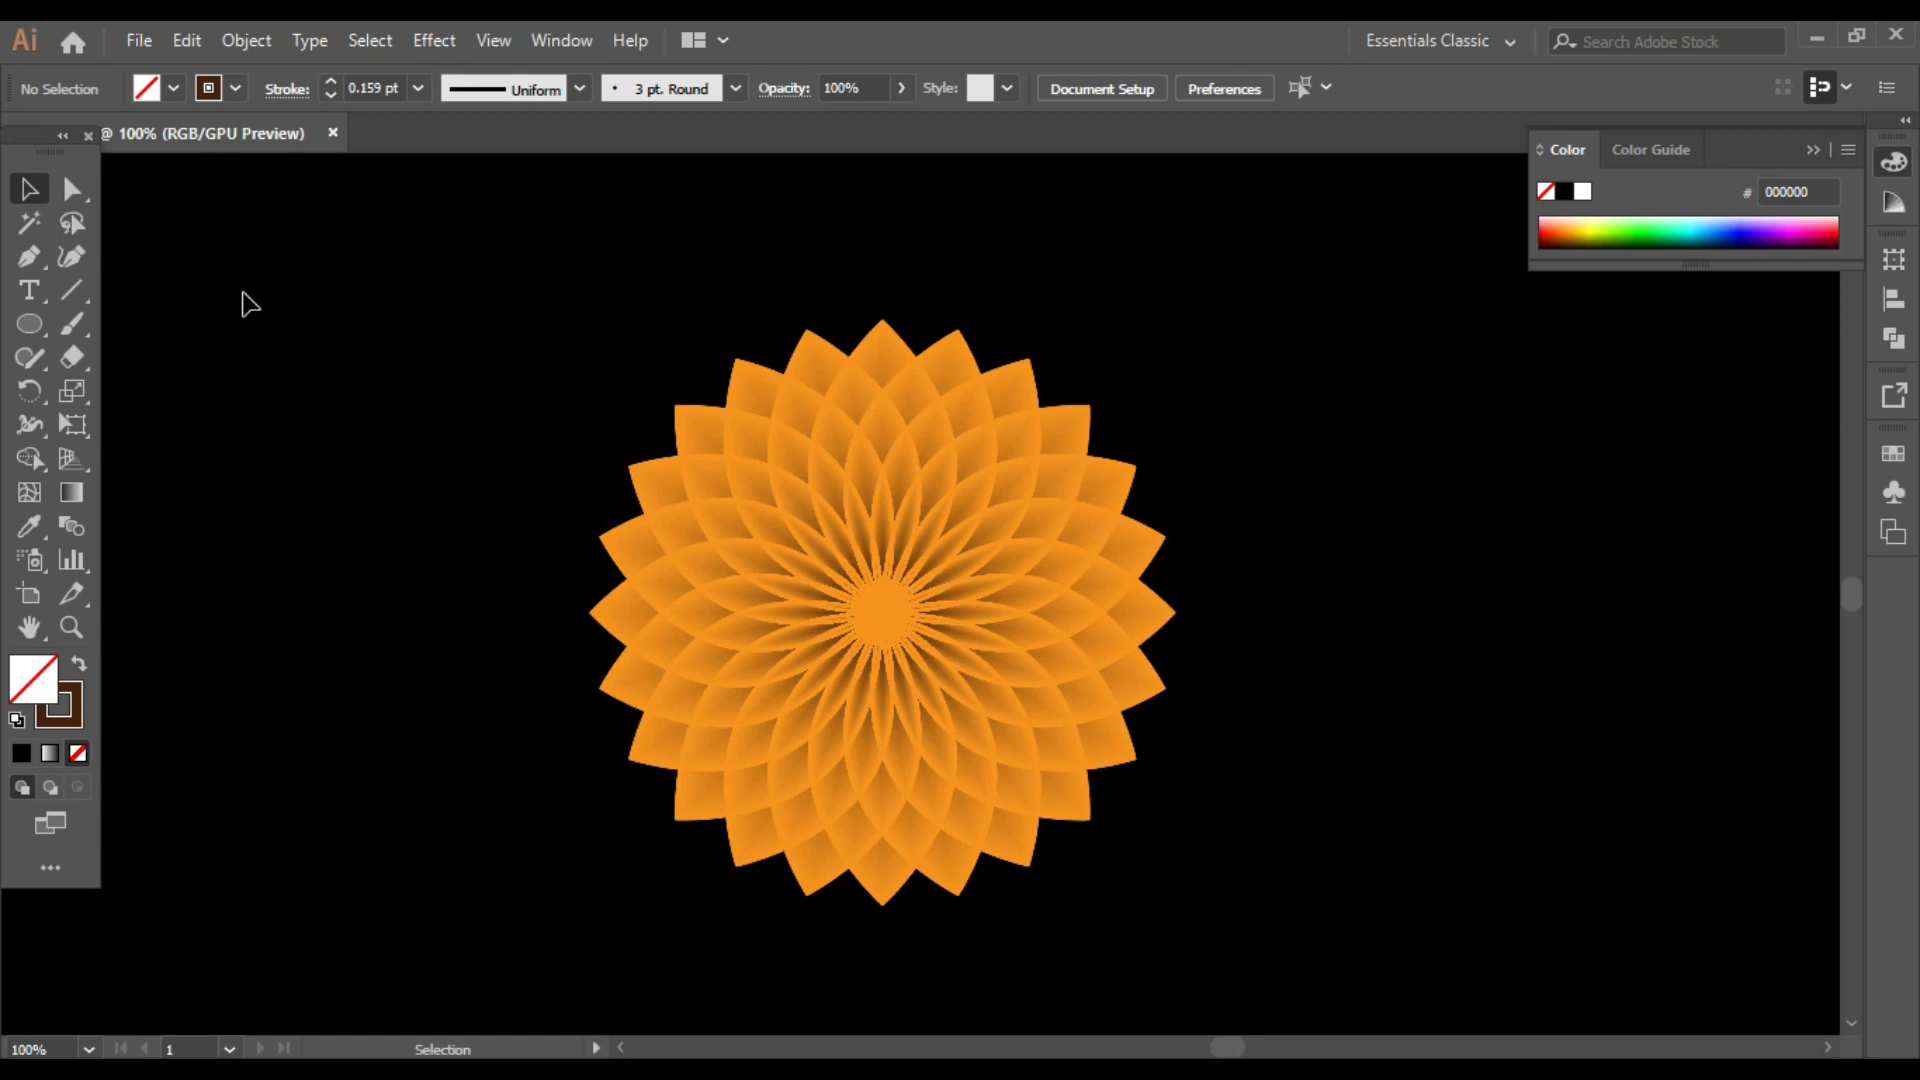 Ai File Edit Object Type Select Effect View Window Help Essentials Classic Search Adobe Stock
No Selection Stroke: 0.159 pt Uniform 3 pt. Round Opacity: 100% Style: Document Setup Preferences
@ 100% (RGB/GPU Preview)
Color Color Guide
# 000000
100% 1 Selection